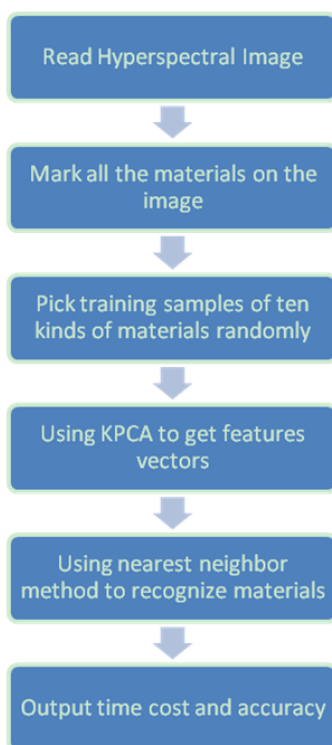 Read Hyperspectral Image
Mark all the materials on the
image
Pick training samples of ten
kinds of materials randomly
Using KPCA to get features
vectors
Using nearest neighbor
method to recognize materials
Output time cost and accuracy